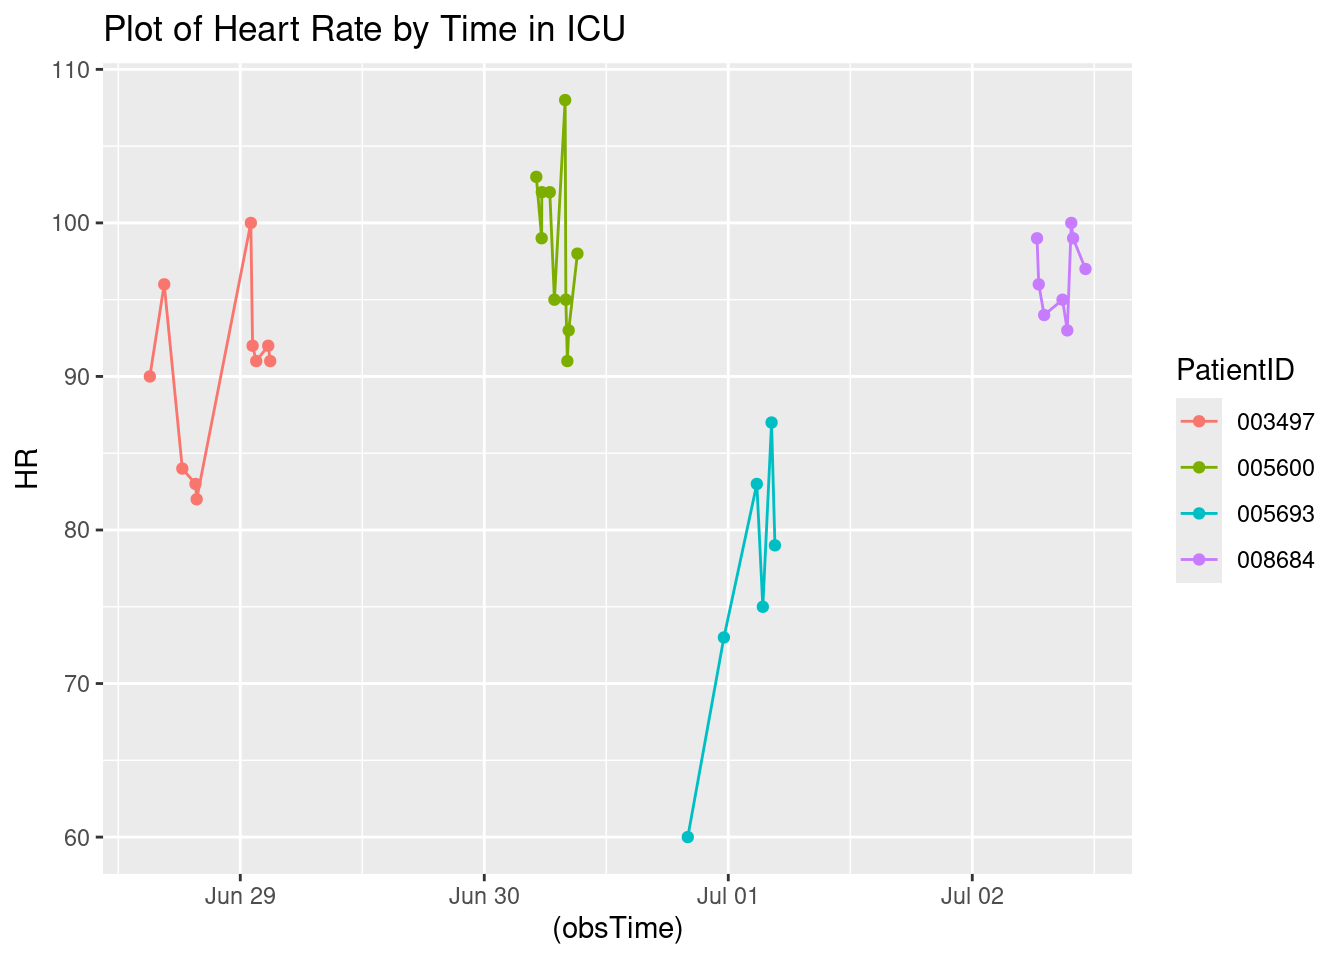 Plot of Heart Rate by Time in ICU
110
100
90
80
70
60
HR
Jun 29
Jun 30
Jul 01
Jul 02
(obsTime)
PatientID
003497
005600
005693
008684